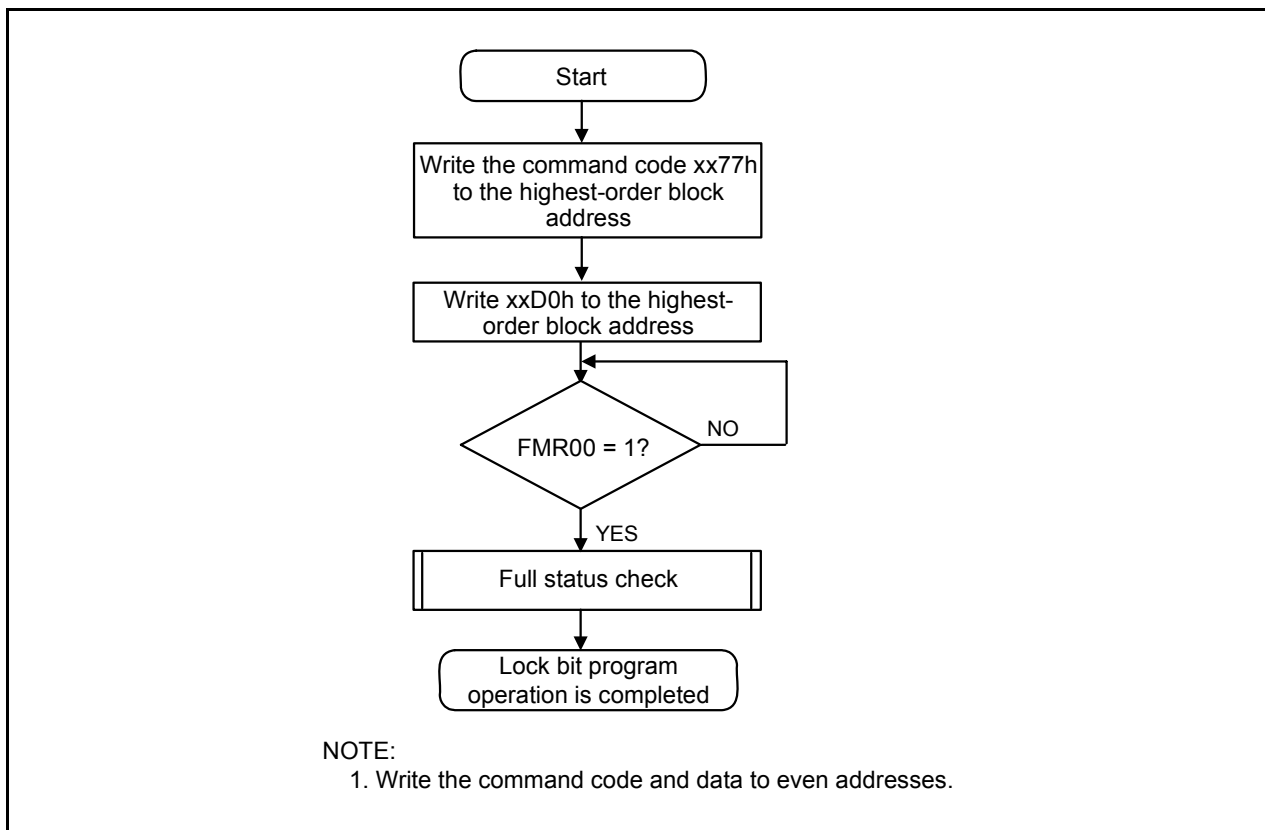 Start
Write the command code xx77h
to the highest-order block
address
Write xxD0h to the highest-
order block address
FMR00 = 1?
NO
YES
Full status check
Lock bit program
operation is completed
NOTE:
1. Write the command code and data to even addresses.